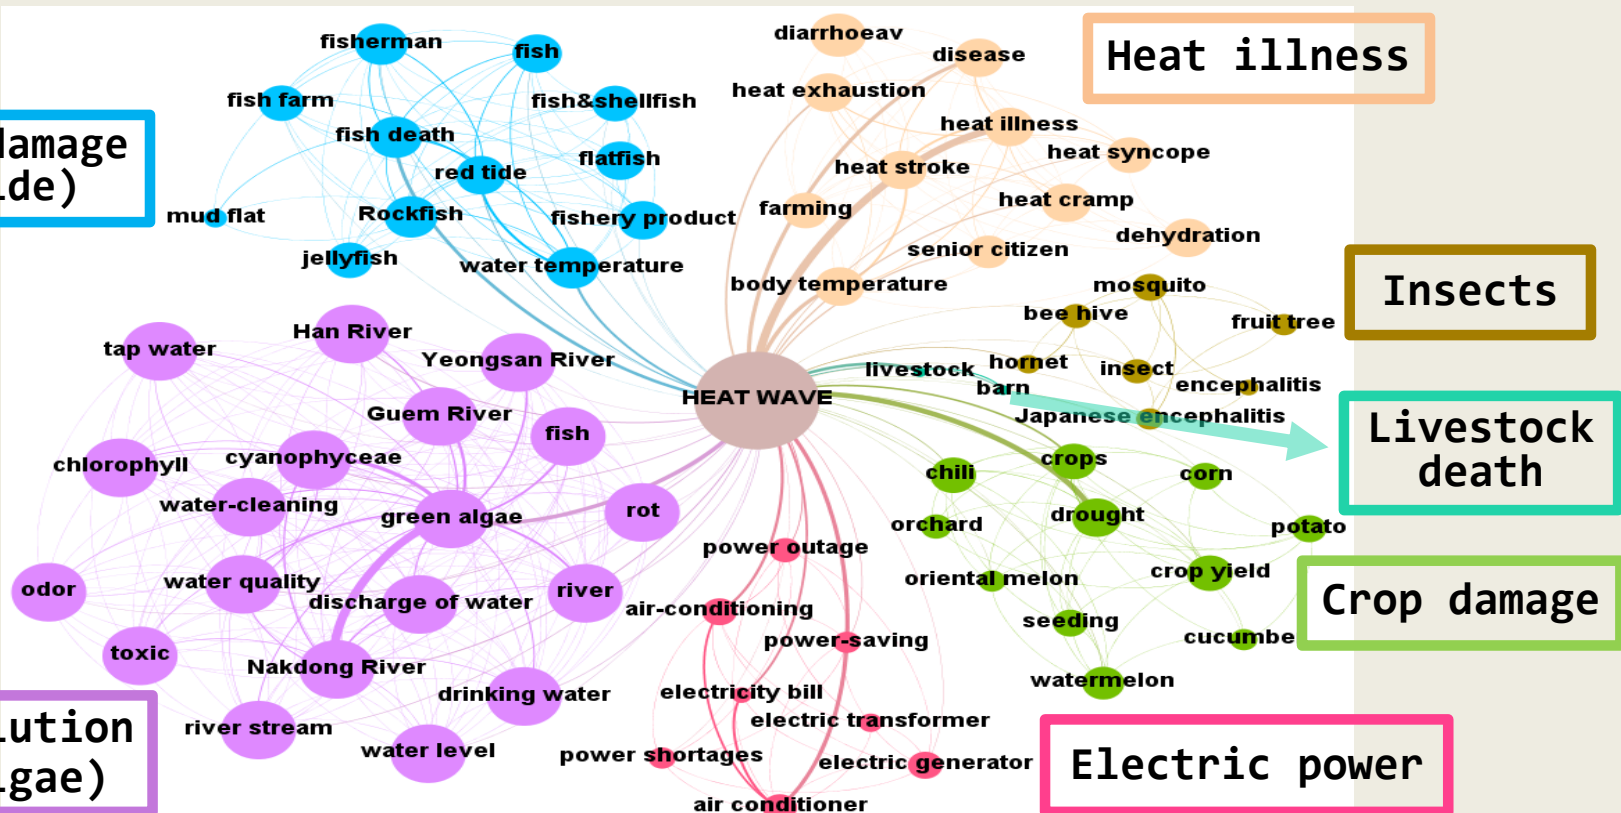 fisherman
fish
fish farm
fish&shellfish
fish death
flatfish
red tide
mud flat
Rockfish
fishery product
jellyfish
water temperature
amage
de)
diarrhoeav
disease
heat exhaustion
heat illness
heat syncope
heat stroke
heat cramp
farming
dehydration
senior citizen
body temperature
Heat illness
mosquito
bee hive
fruit tree
hornet
insect
encephalitis
Japanese encephalitis
Insects
livestock
barn
Livestock
death
HEAT WAVE
Han River
tap water
Yeongsan River
Guem River
fish
chlorophyll
cyanophyceae
water-cleaning
green algae
rot
odor
water quality
discharge of water
river
toxic
Nakdong River
drinking water
river stream
water level
lution
gae)
chili
crops
corn
orchard
drought
potato
oriental melon
crop yield
seeding
cucumbe
watermelon
Crop damage
power outage
air-conditioning
power-saving
electricity bill
electric transformer
power shortages
electric generator
air conditioner
Electric power